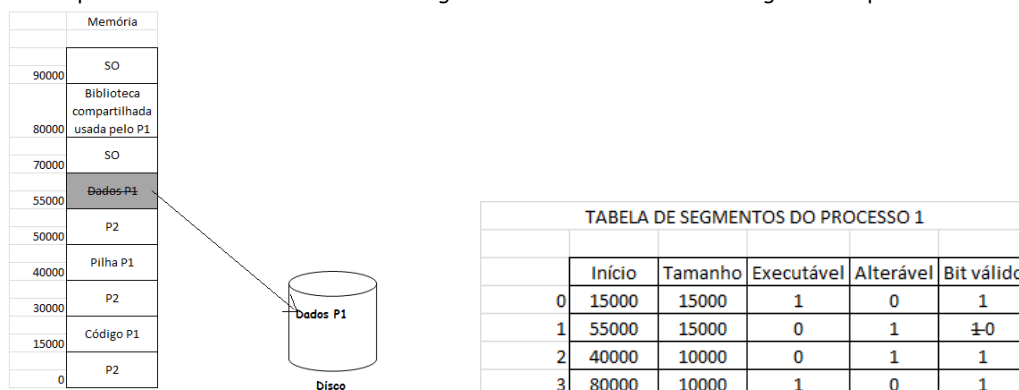 Memória
SO
90000
Biblioteca
compartilhada
80000 usada pelo P1
SO
70000
Dados P1
55000
P2
50000
Pilha P1
40000
P2
30000
Código P1
15000
P2
0
Dados P1
Disco
TABELA DE SEGMENTOS DO PROCESSO 1
Início Tamanho Executável Alterável Bit válido
0 15000 15000 1 0 1
1 55000 15000 0 1 1 0
2 40000 10000 0 1 1
3 80000 10000 1 0 1